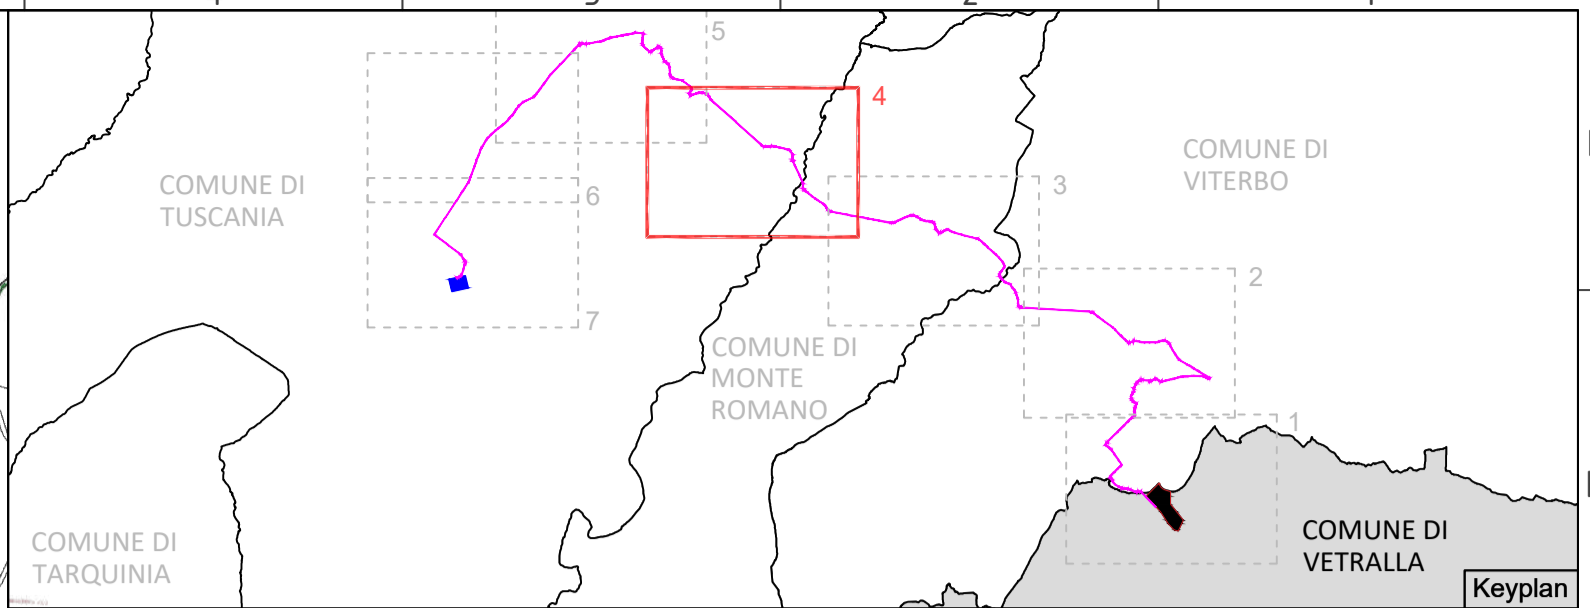 5
4
COMUNE DI
VITERBO
3
COMUNE DI
TUSCANIA
6
2
7
COMUNE DI
MONTE
ROMANO
1
COMUNE DI
VETRALLA
COMUNE DI
TARQUINIA
Keyplan